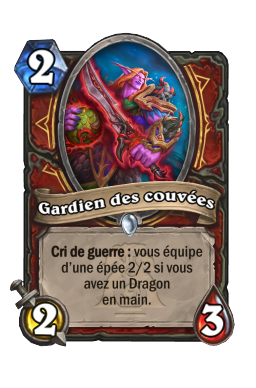 2
Gardien des couvées
Cri de guerre : vous équipe
d'une épée 2/2 si vous
avez un Dragon
en main.
2
3